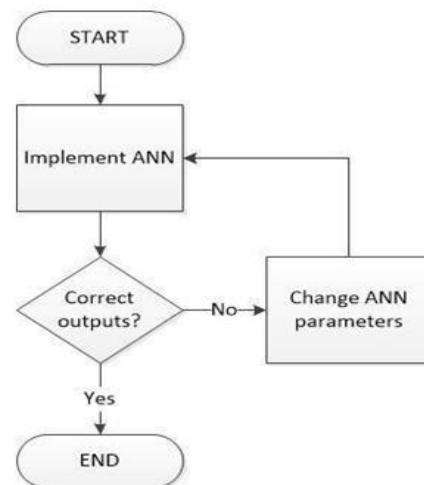 START
Implement ANN
Correct
outputs?
No
Change ANN
parameters
Yes
END